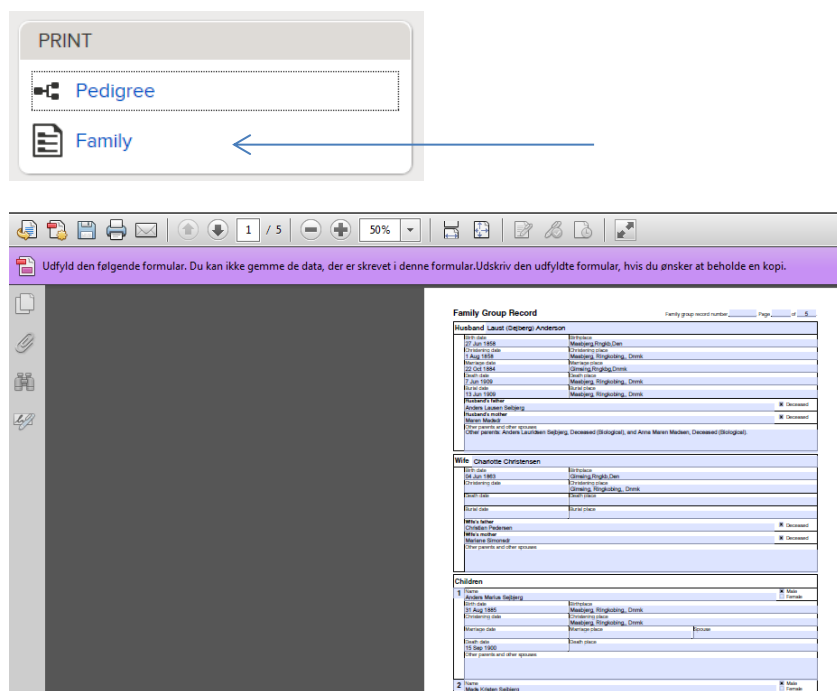 PRINT
Pedigree
Family
1 / 5 50%
Udfyld den følgende formular. Du kan ikke gemme de data, der er skrevet i denne formular.Udskriv den udfyldte formular, hvis du ønsker at beholde en kopi.
Family Group Record Family group record number Page of 5
Husband Laust (Sejberg) Anderson
Birth date Birthplace
27 Jun 1858 Maabjerg,Rngkb,Den
Christening date Christening place
1 Aug 1858 Maabjerg, Ringkobing,, Dnmk
Marriage date Marriage place
22 Oct 1884 Gimsing,Rngkbg,Dnmk
Death date Death place
7 Jun 1909 Maabjerg, Ringkobing,, Dnmk
Burial date Burial place
13 Jun 1909 Maabjerg, Ringkobing,, Dnmk
Husband's father
Anders Lausen Sejbjerg Deceased
Husband's mother
Maren Madsdr Deceased
Other parents and other spouses
Other parents: Anders Lauridsen Sejbjerg, Deceased (Biological), and Anna Maren Madsen, Deceased (Biological).
Wife Charlotte Christensen
Birth date Birthplace
04 Jun 1863 Gimsing,Rngkb,Den
Christening date Christening place
Gimsing, Ringkobing,, Dnmk
Death date Death place
Burial date Burial place
Wife's father
Christian Pedersen Deceased
Wife's mother
Mariane Simonsdr Deceased
Other parents and other spouses
Children
1 Name Male
Anders Marius Sejbjerg Female
Birth date Birthplace
31 Aug 1885 Maabjerg, Ringkobing,, Dnmk
Christening date Christening place
Maabjerg, Ringkobing,, Dnmk
Marriage date Marriage place Spouse
Death date Death place
15 Sep 1900
Other parents and other spouses
2 Name Male
Mads Kristen Sejbjerg Female